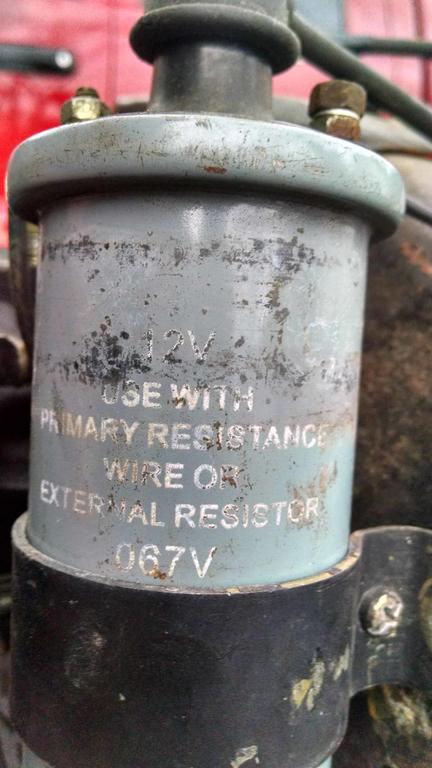 12V
USE WITH
PRIMARY RESISTANCE
WIRE OR
EXTERNAL RESISTOR
067V